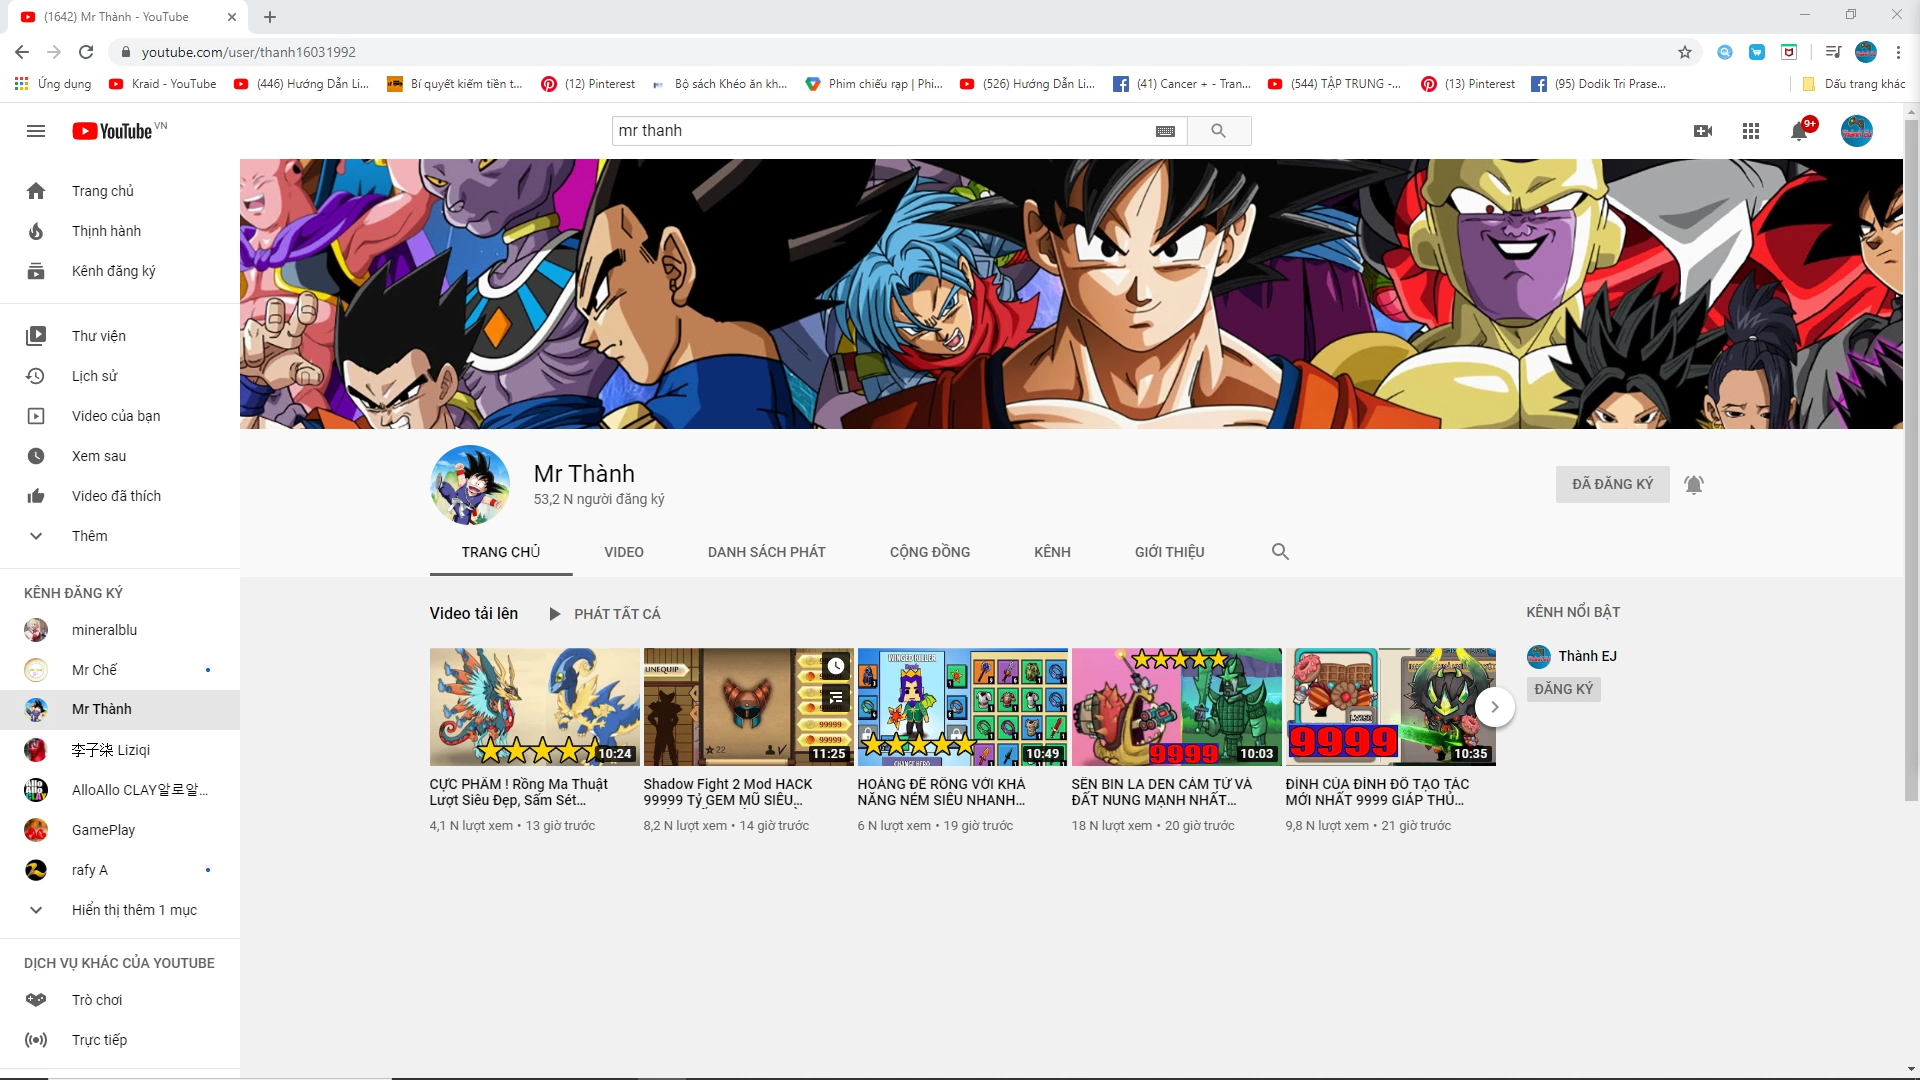 (1642) Mr Thành - YouTube
youtube.com/user/thanh16031992
Ứng dụng
Kraid - YouTube
(446) Hướng Dẫn Li...
Bí quyết kiếm tiền t...
(12) Pinterest
Bộ sách Khéo ăn kh...
Phim chiếu rạp | Phi...
(526) Hướng Dẫn Li...
(41) Cancer + - Tran...
(544) TẬP TRUNG -...
(13) Pinterest
(95) Dodik Tri Prase...
Dấu trang khác
YouTube VN
mr thanh
9+
Trang chủ
Thịnh hành
Kênh đăng ký
Thư viện
Lịch sử
Video của bạn
Xem sau
Video đã thích
Thêm
KÊNH ĐĂNG KÝ
mineralblu
Mr Chế
Mr Thành
李子柒 Liziqi
AlloAllo CLAY알로알...
GamePlay
rafy A
Hiển thị thêm 1 mục
DỊCH VỤ KHÁC CỦA YOUTUBE
Trò chơi
Trực tiếp
Mr Thành
53,2 N người đăng ký
ĐÃ ĐĂNG KÝ
TRANG CHỦ
VIDEO
DANH SÁCH PHÁT
CỘNG ĐỒNG
KÊNH
GIỚI THIỆU
Video tải lên
PHÁT TẤT CẢ
10:24
UNEQUIP
22
99999
99999
11:25
WINGED KILLER
CHANGE HERO
10:49
9999
10:03
9999
10:35
CỰC PHẨM ! Rồng Ma Thuật
Lượt Siêu Đẹp, Sấm Sét...
4,1 N lượt xem • 13 giờ trước
Shadow Fight 2 Mod HACK
99999 Tỷ GEM MŨ SIÊU...
8,2 N lượt xem • 14 giờ trước
HOÀNG ĐẾ RỒNG VỚI KHẢ
NĂNG NÉM SIÊU NHANH...
6 N lượt xem • 19 giờ trước
SÊN BIN LA DEN CẢM TỬ VÀ
ĐẤT NUNG MẠNH NHẤT...
18 N lượt xem • 20 giờ trước
ĐỈNH CỦA ĐỈNH ĐỒ TẠO TÁC
MỚI NHẤT 9999 GIÁP THỦ...
9,8 N lượt xem • 21 giờ trước
KÊNH NỔI BẬT
Thành EJ
ĐĂNG KÝ